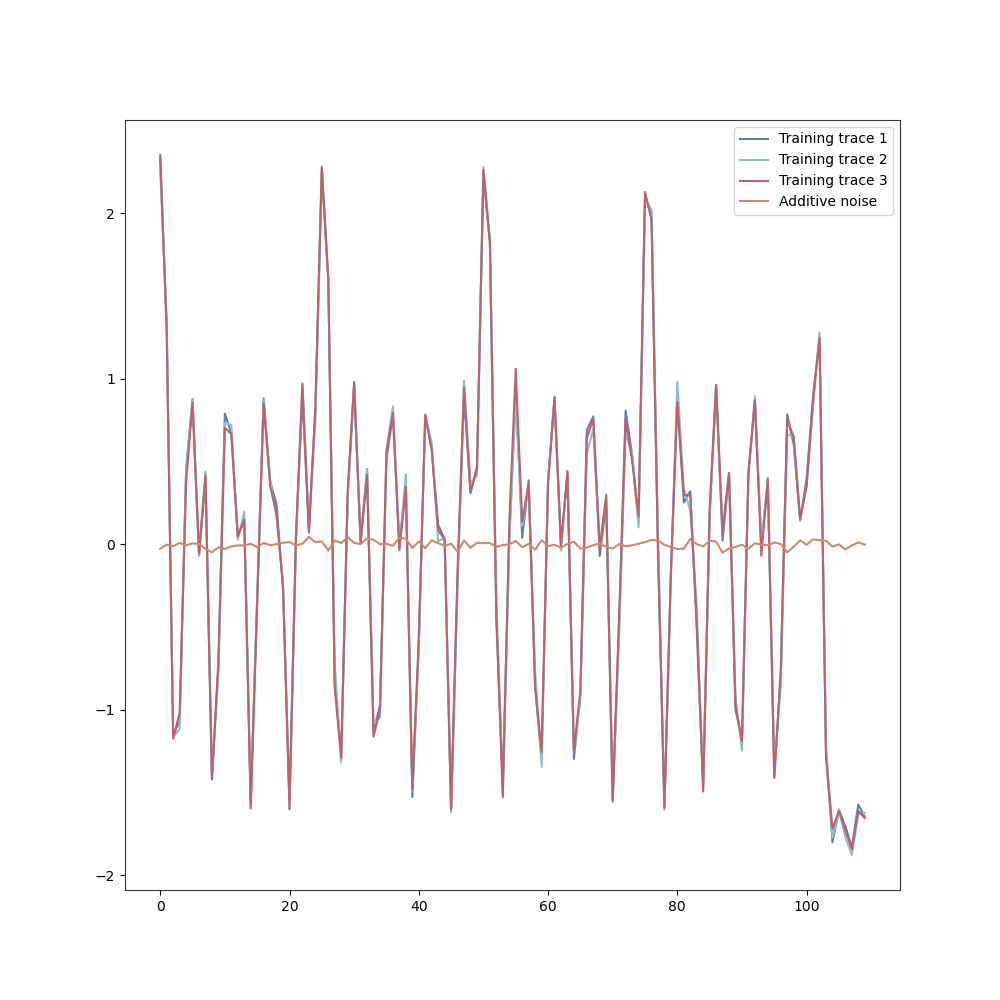 Training trace 1
Training trace 2
Training trace 3
Additive noise
2
1
0
−1
−2
0 20 40 60 80 100